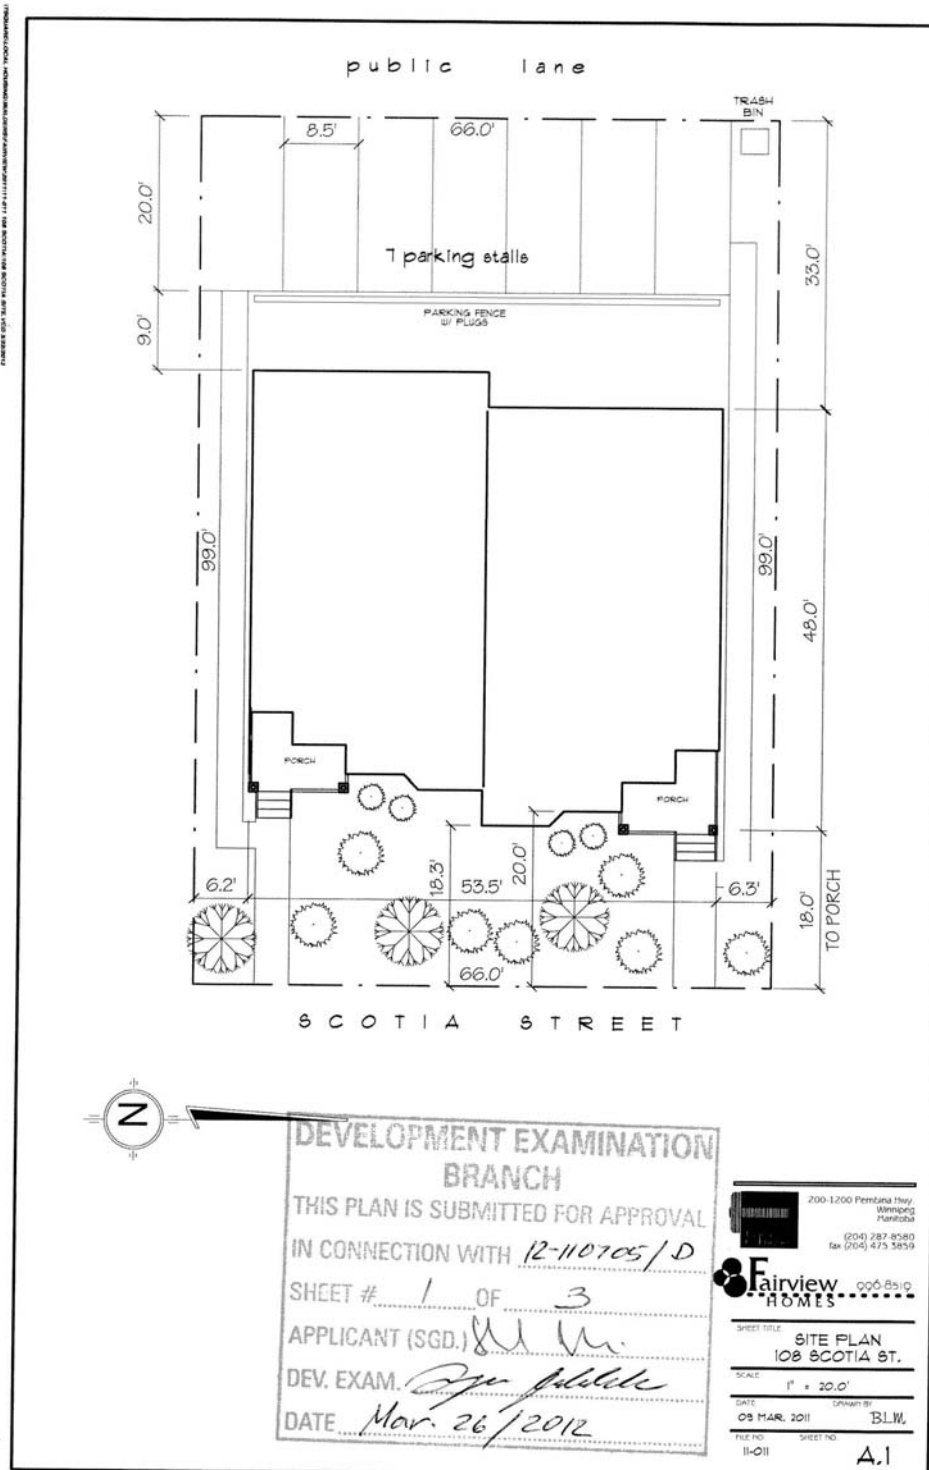 public lane
TRASH
BIN
8.5'
66.0'
20.0'
7 parking stalls
33.0'
PARKING FENCE
W/ PLUGS
9.0'
99.0'
99.0'
48.0'
PORCH
PORCH
6.2'
18.3'
53.5'
20.0'
6.3'
18.0'
TO PORCH
66.0'
SCOTIA STREET
N
DEVELOPMENT EXAMINATION
BRANCH
THIS PLAN IS SUBMITTED FOR APPROVAL
IN CONNECTION WITH 12-110705/D
SHEET # 1 OF 3
APPLICANT (SGD.)
DEV. EXAM.
DATE Mar. 26/2012
200-1200 Pembina Hwy.
Winnipeg
Manitoba
(204) 287-8580
fax (204) 475 3859
Fairview 996-8519
HOMES
SHEET TITLE
SITE PLAN
108 SCOTIA ST.
SCALE
1" = 20.0'
DATE DRAWN BY
09 MAR. 2011 B.L.M.
FILE NO. SHEET NO.
11-011 A.1